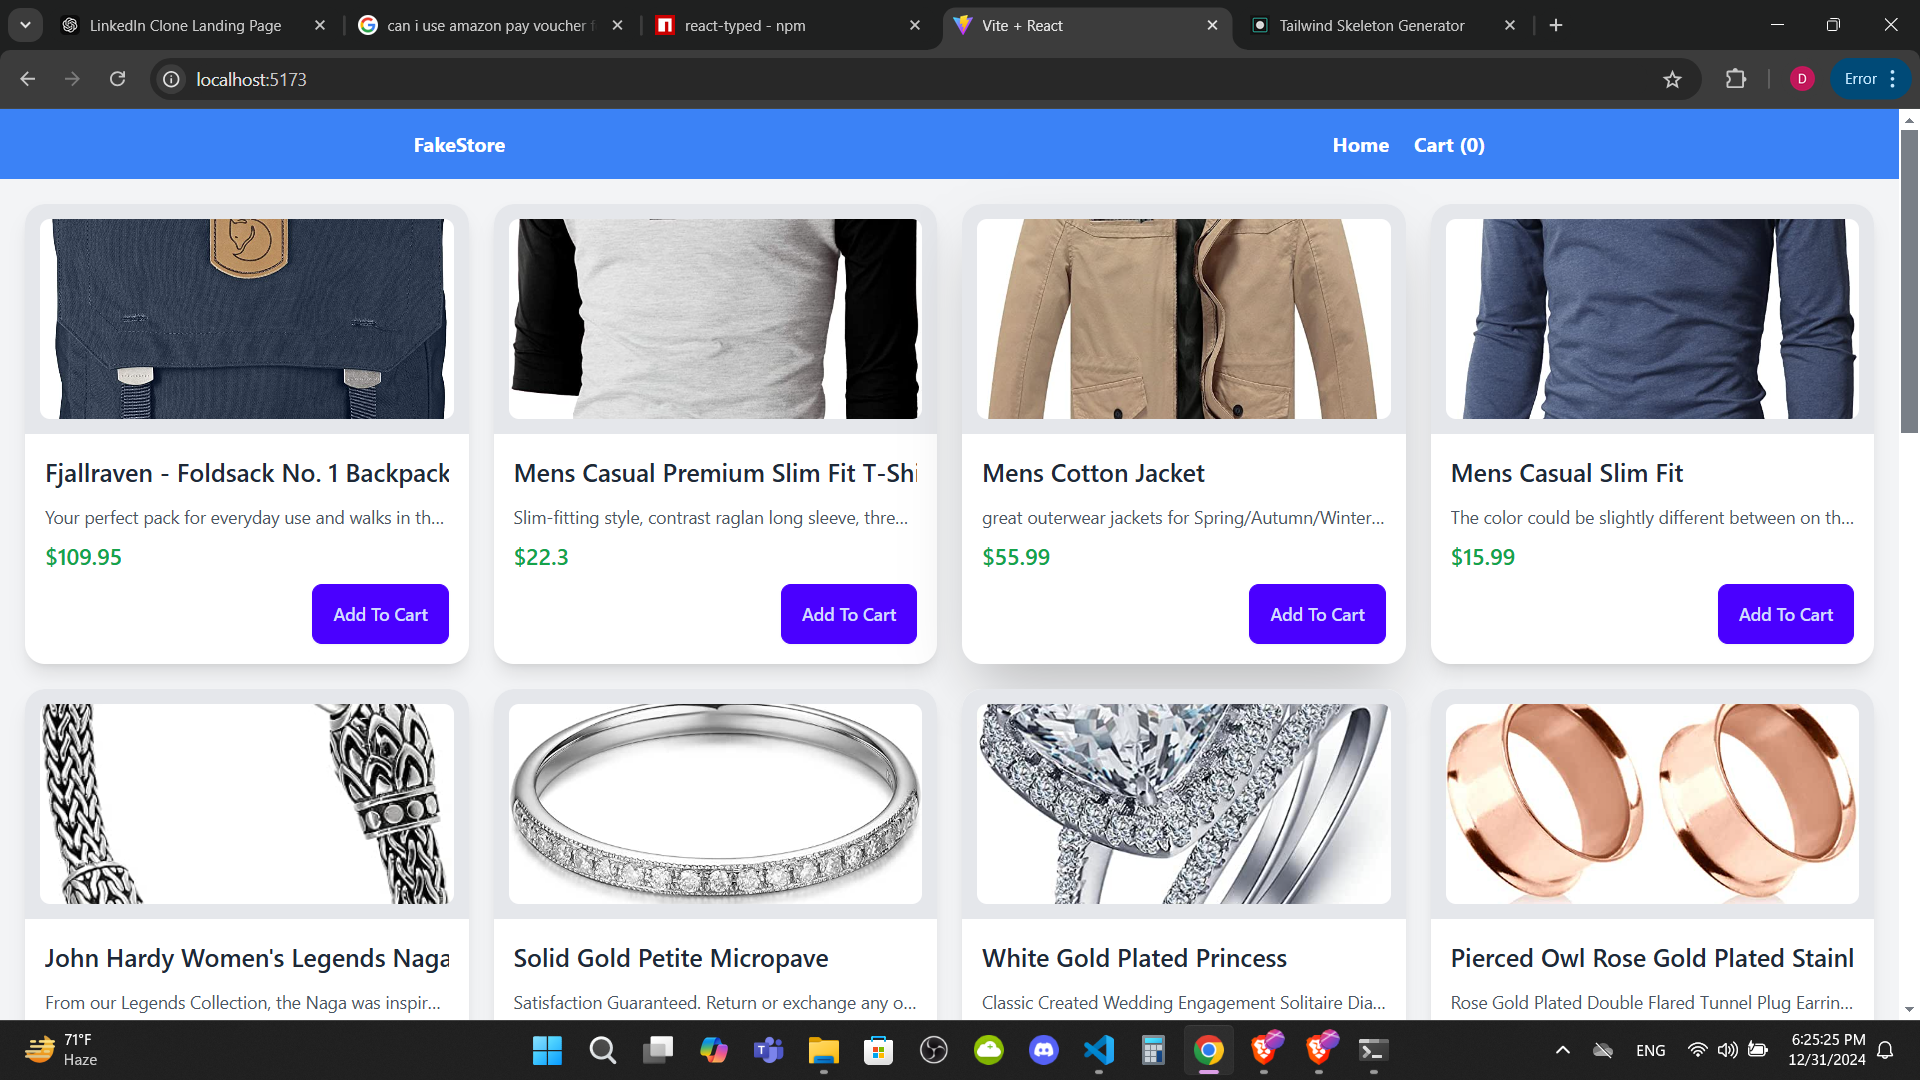 LinkedIn Clone Landing Page
can i use amazon pay voucher f
react-typed - npm
Vite + React
Tailwind Skeleton Generator
localhost:5173
D
Error
FakeStore
Home
Cart (0)
Fjallraven - Foldsack No. 1 Backpack
Your perfect pack for everyday use and walks in th...
$109.95
Add To Cart
Mens Casual Premium Slim Fit T-Shi
Slim-fitting style, contrast raglan long sleeve, thre...
$22.3
Add To Cart
Mens Cotton Jacket
great outerwear jackets for Spring/Autumn/Winter...
$55.99
Add To Cart
Mens Casual Slim Fit
The color could be slightly different between on th...
$15.99
Add To Cart
John Hardy Women's Legends Naga
From our Legends Collection, the Naga was inspir...
Solid Gold Petite Micropave
Satisfaction Guaranteed. Return or exchange any o...
White Gold Plated Princess
Classic Created Wedding Engagement Solitaire Dia...
Pierced Owl Rose Gold Plated Stainl
Rose Gold Plated Double Flared Tunnel Plug Earrin...
71°F
Haze
ENG
6:25:25 PM
12/31/2024